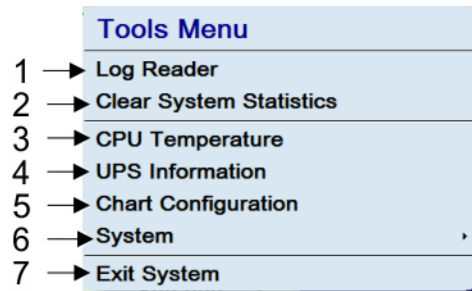 Tools Menu
1 Log Reader
2 Clear System Statistics
3 CPU Temperature
4 UPS Information
5 Chart Configuration
6 System
7 Exit System